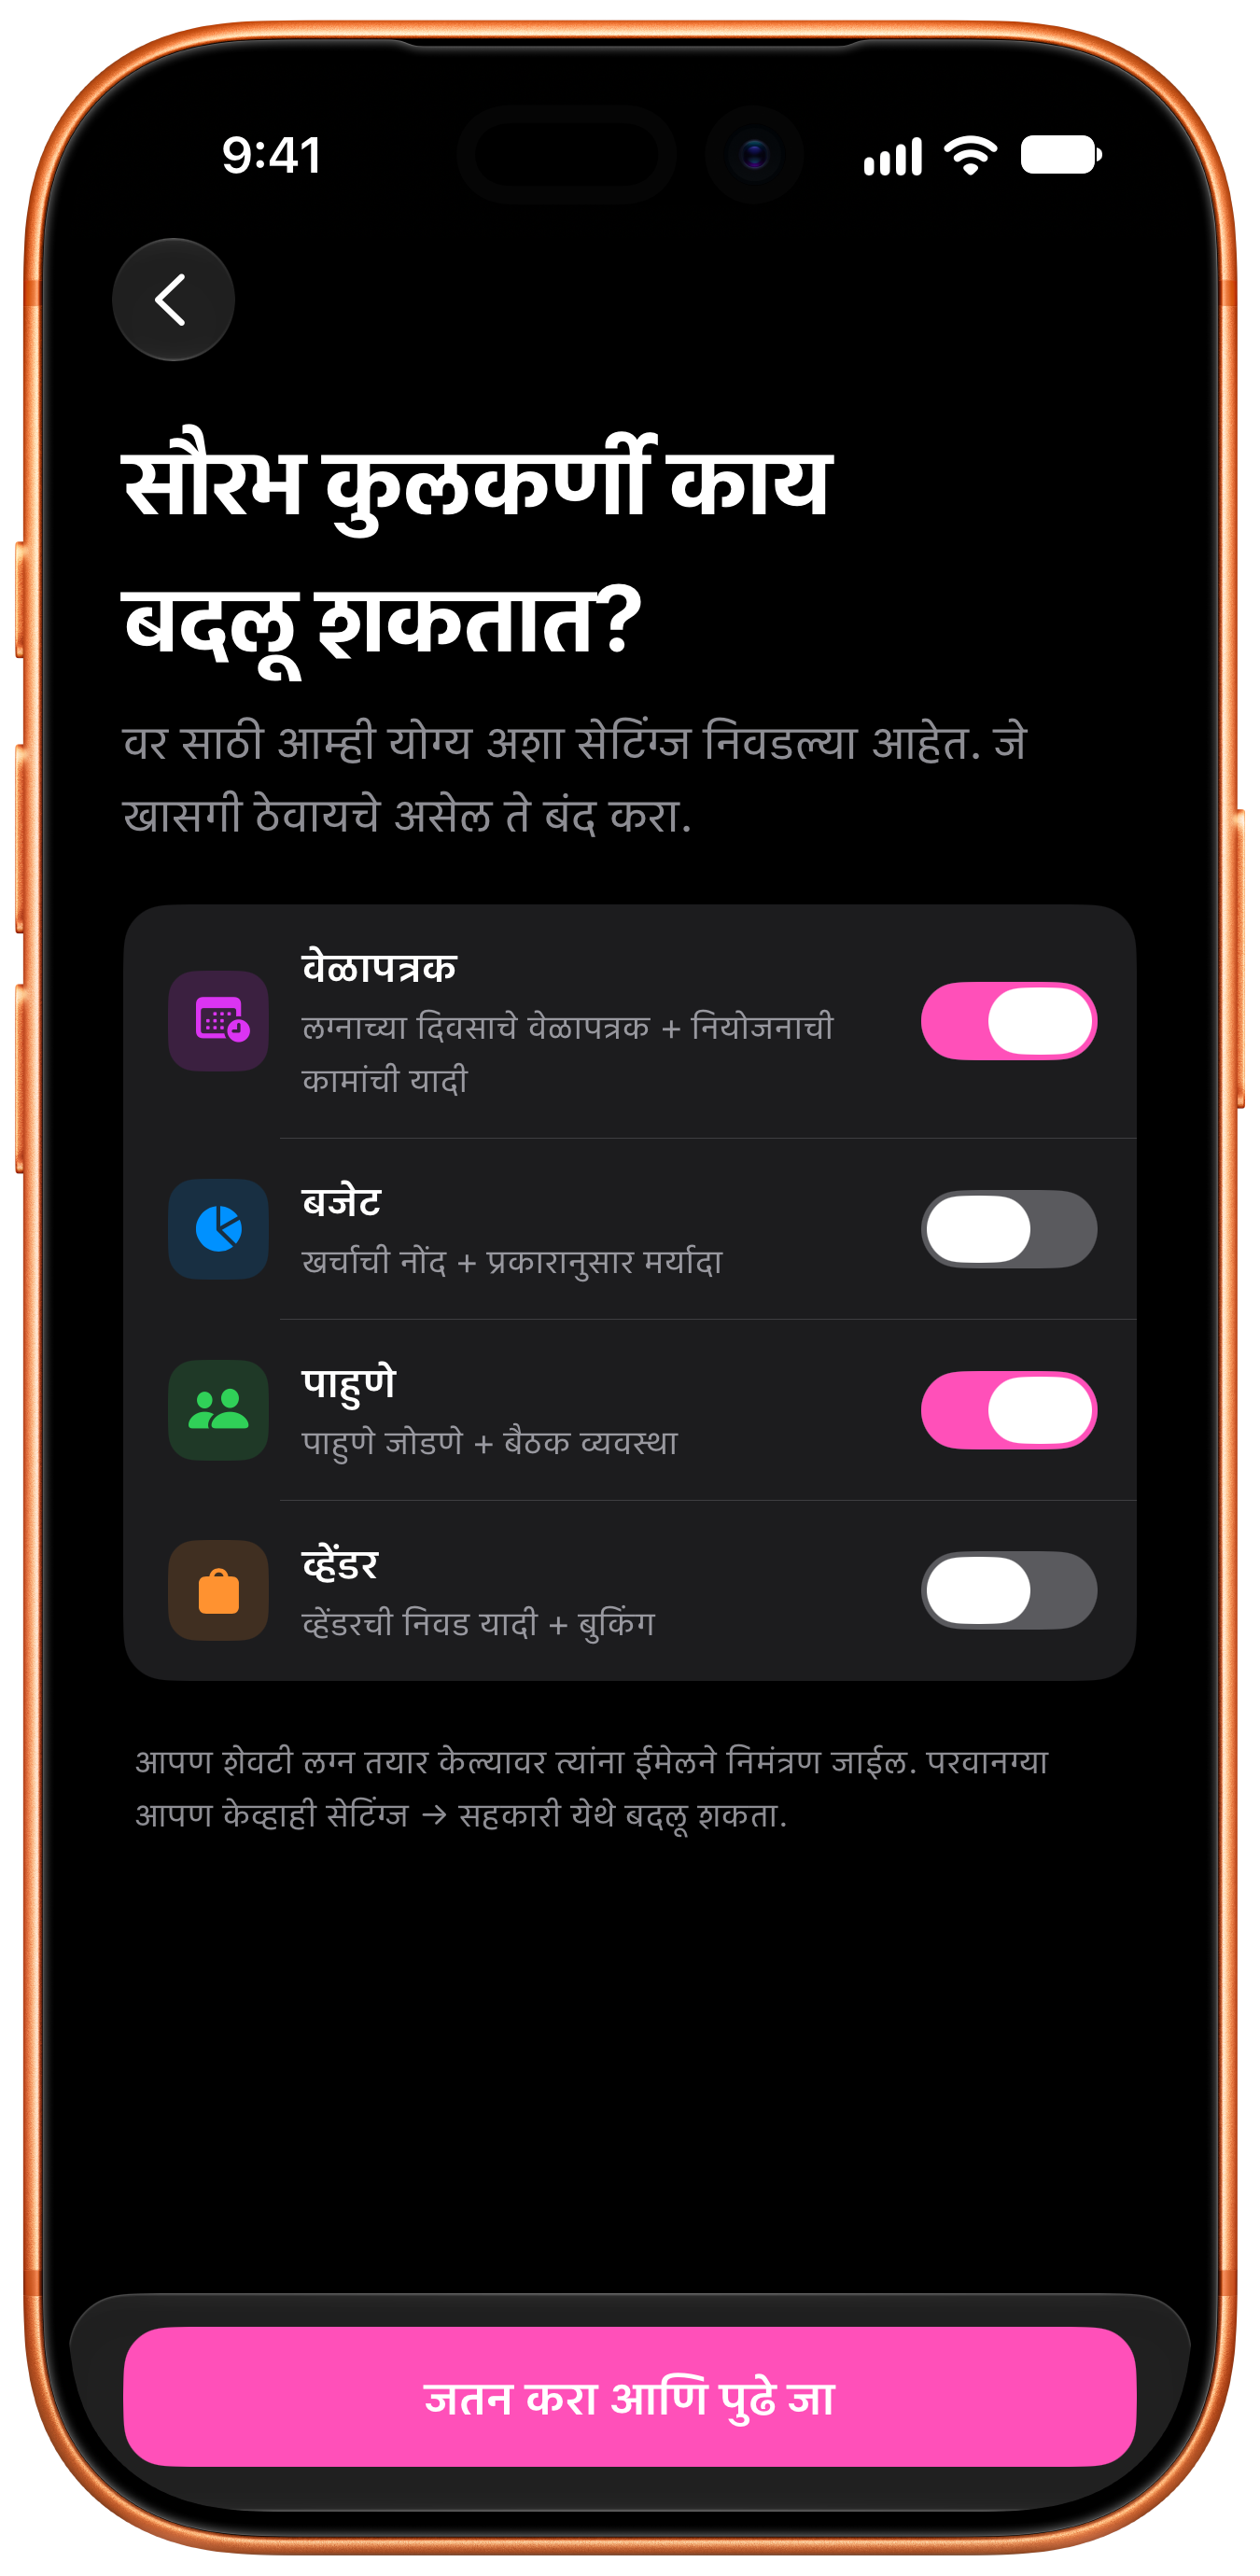 9:41
सौरभ कुलकर्णी काय
बदलू शकतात?
वर साठी आम्ही योग्य अशा सेटिंग्ज निवडल्या आहेत. जे
खासगी ठेवायचे असेल ते बंद करा.
वेळापत्रक
लग्नाच्या दिवसाचे वेळापत्रक + नियोजनाची
कामांची यादी
बजेट
खर्चाची नोंद + प्रकारानुसार मर्यादा
पाहुणे
पाहुणे जोडणे + बैठक व्यवस्था
व्हेंडर
व्हेंडरची निवड यादी + बुकिंग
आपण शेवटी लग्न तयार केल्यावर त्यांना ईमेलने निमंत्रण जाईल. परवानग्या
आपण केव्हाही सेटिंग्ज → सहकारी येथे बदलू शकता.
जतन करा आणि पुढे जा